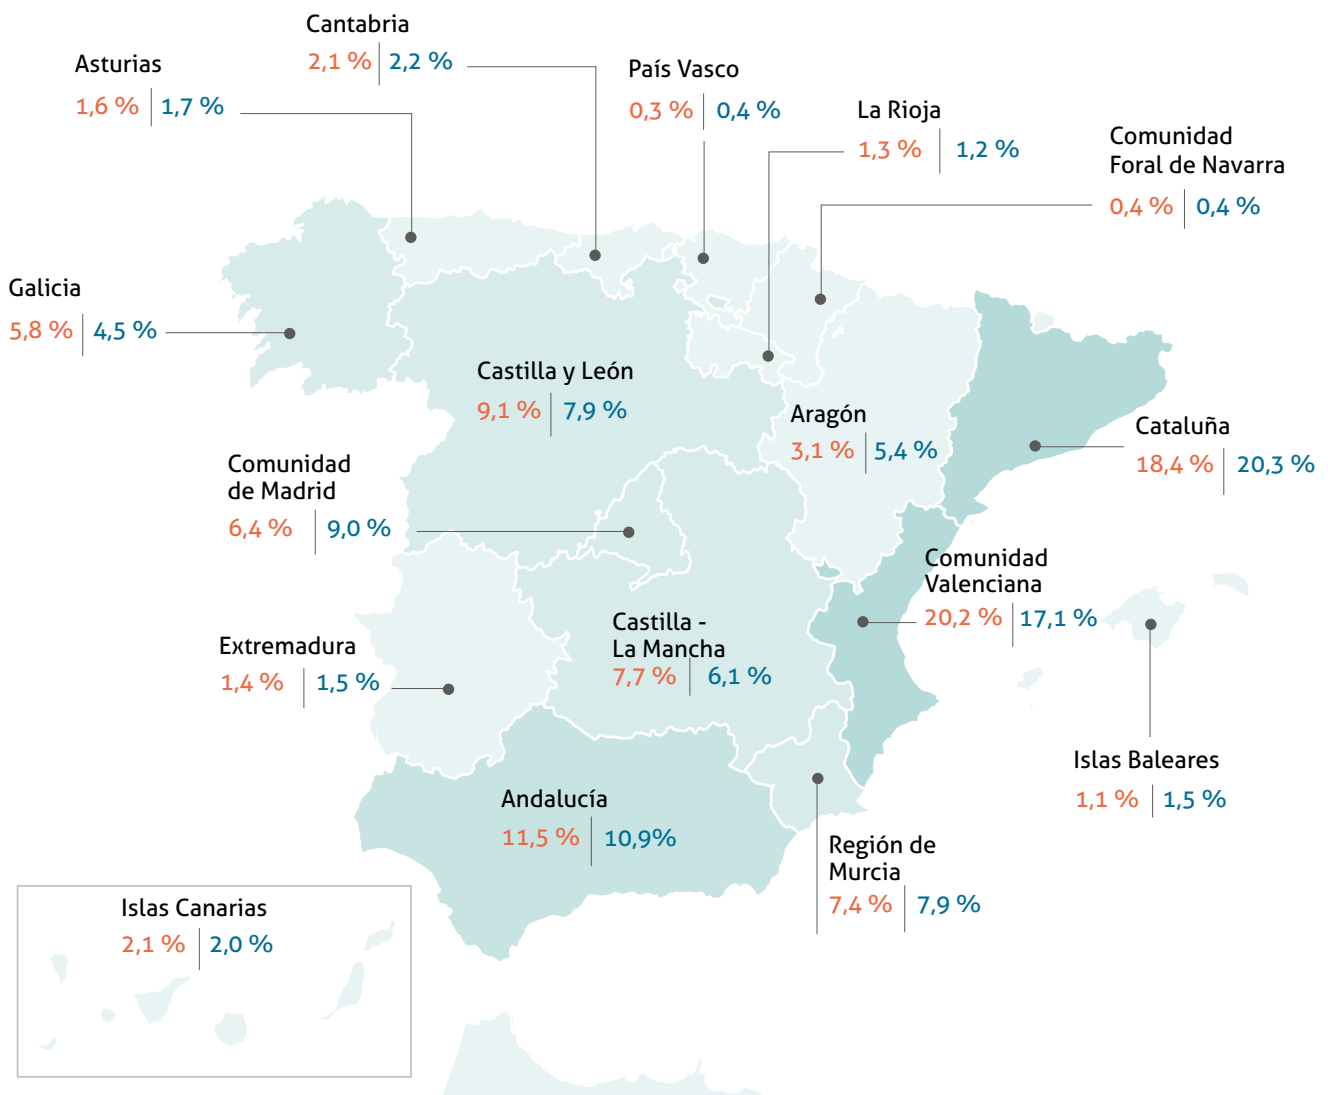 Cantabria
2,1 % 2,2 %
Asturias
1,6 % 1,7 %
País Vasco
0,3 % 0,4 %
La Rioja
1,3 % 1,2 %
Comunidad
Foral de Navarra
0,4 % 0,4 %
Galicia
5,8 % 4,5 %
Castilla y León
9,1 % 7,9 %
Aragón
3,1 % 5,4 %
Cataluña
18,4 % 20,3 %
Comunidad
de Madrid
6,4 % 9,0 %
Comunidad
Valenciana
20,2 % 17,1 %
Castilla -
La Mancha
7,7 % 6,1 %
Extremadura
1,4 % 1,5 %
Islas Baleares
1,1 % 1,5 %
Andalucía
11,5 % 10,9%
Región de
Murcia
7,4 % 7,9 %
Islas Canarias
2,1 % 2,0 %